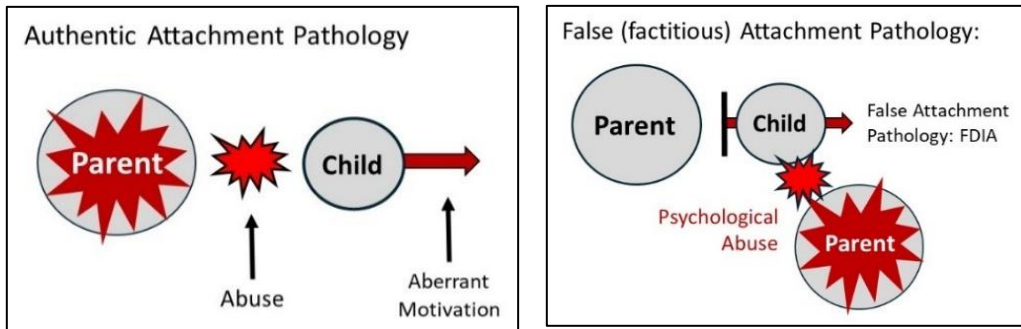 Authentic Attachment Pathology
Parent
Child
Abuse
Aberrant
Motivation
False (factitious) Attachment Pathology:
Parent
Child
False Attachment
Pathology: FDIA
Psychological
Abuse
Parent